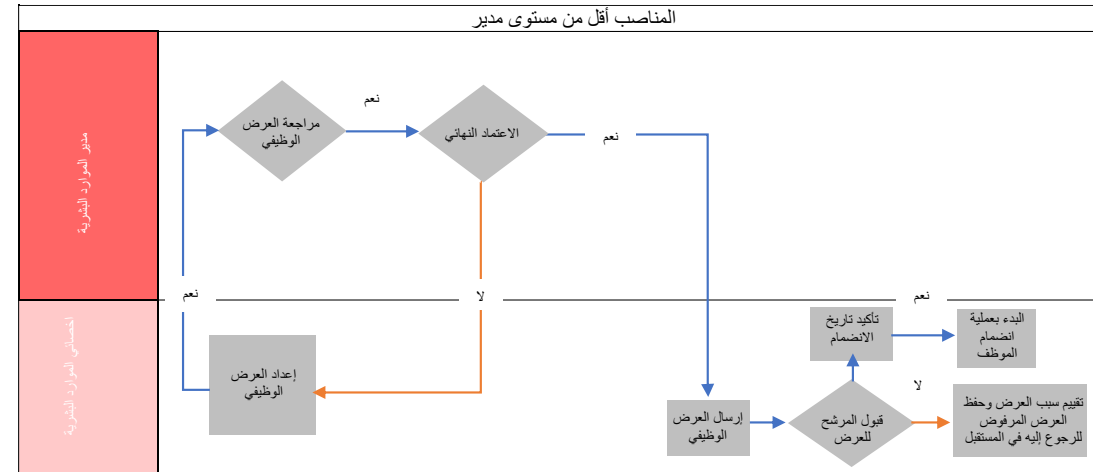 المناصب أقل من مستوى مدير
مدير الموارد البشرية
مراجعة العرض
الوظيفي
نعم
الاعتماد النهائي
نعم
نعم
لا
نعم
اخصائي الموارد البشرية
إعداد العرض
الوظيفي
إرسال العرض
الوظيفي
قبول المرشح
للعرض
تأكيد تاريخ
الانضمام
البدء بعملية
انضمام
الموظف
لا
تقييم سبب العرض وحفظ
العرض المرفوض
للرجوع إليه في المستقبل